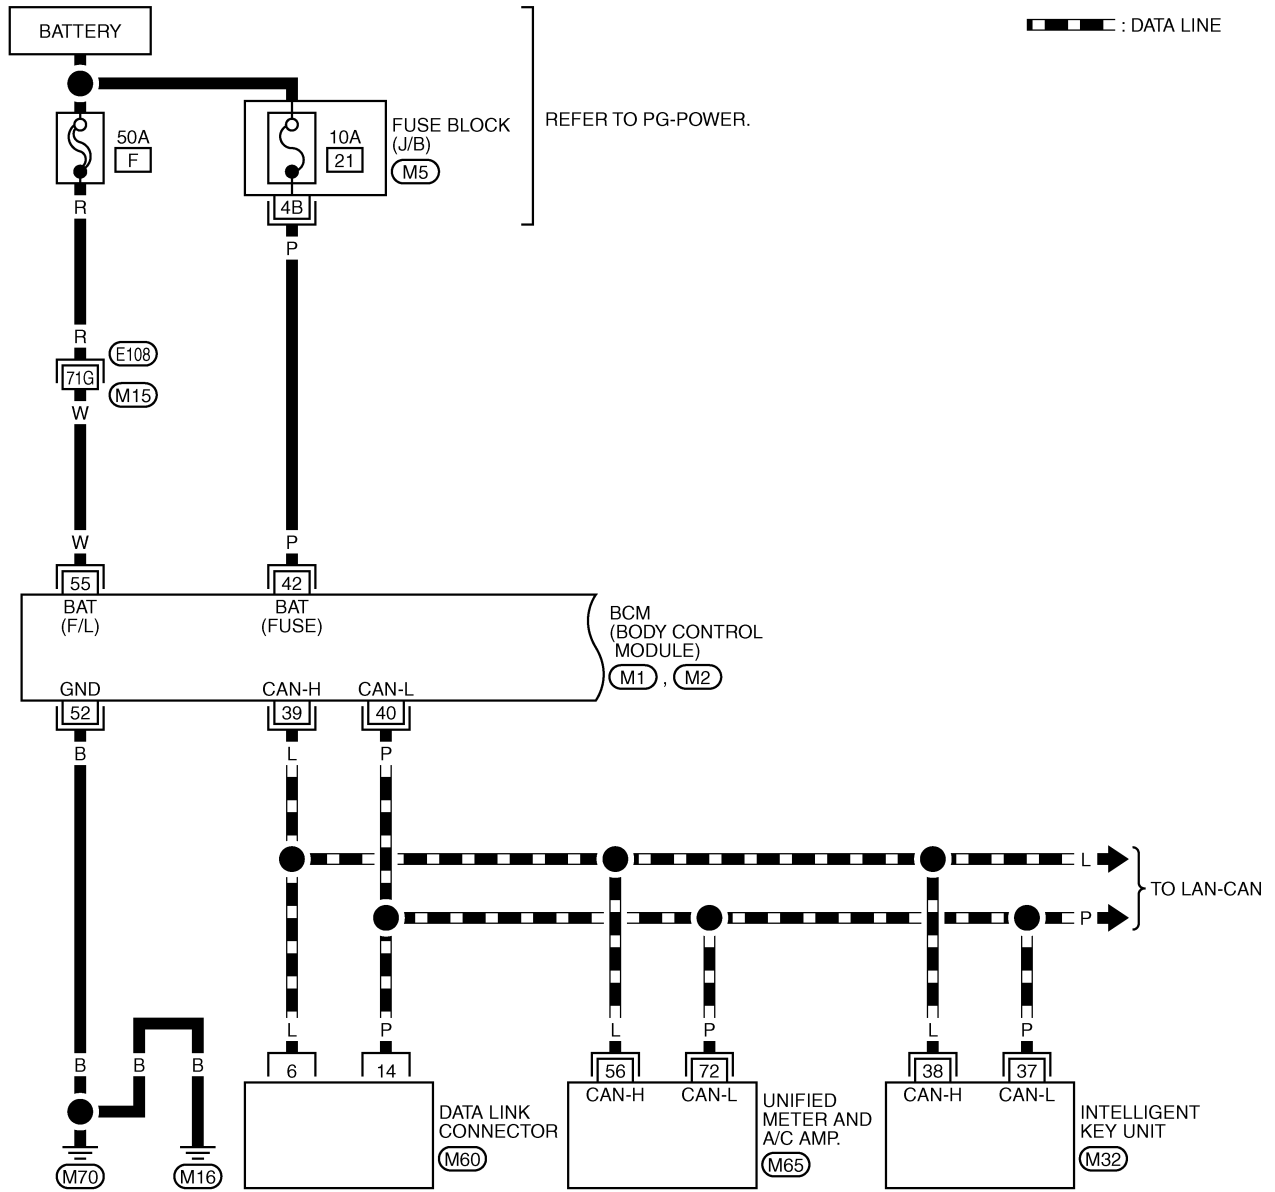 BATTERY
: DATA LINE
50A
F
10A
21
FUSE BLOCK
(J/B)
M5
REFER TO PG-POWER.
R
4B
P
R
E108
71G
M15
W
W
P
55
42
BAT
(F/L)
BAT
(FUSE)
BCM
(BODY CONTROL
MODULE)
M1 , M2
GND
CAN-H
CAN-L
52
39
40
B
L
P
L
P
TO LAN-CAN
L
P
L
P
L
P
B
B
B
6
14
56
72
38
37
CAN-H
CAN-L
CAN-H
CAN-L
DATA LINK
CONNECTOR
M60
UNIFIED
METER AND
A/C AMP.
M65
INTELLIGENT
KEY UNIT
M32
M70
M16